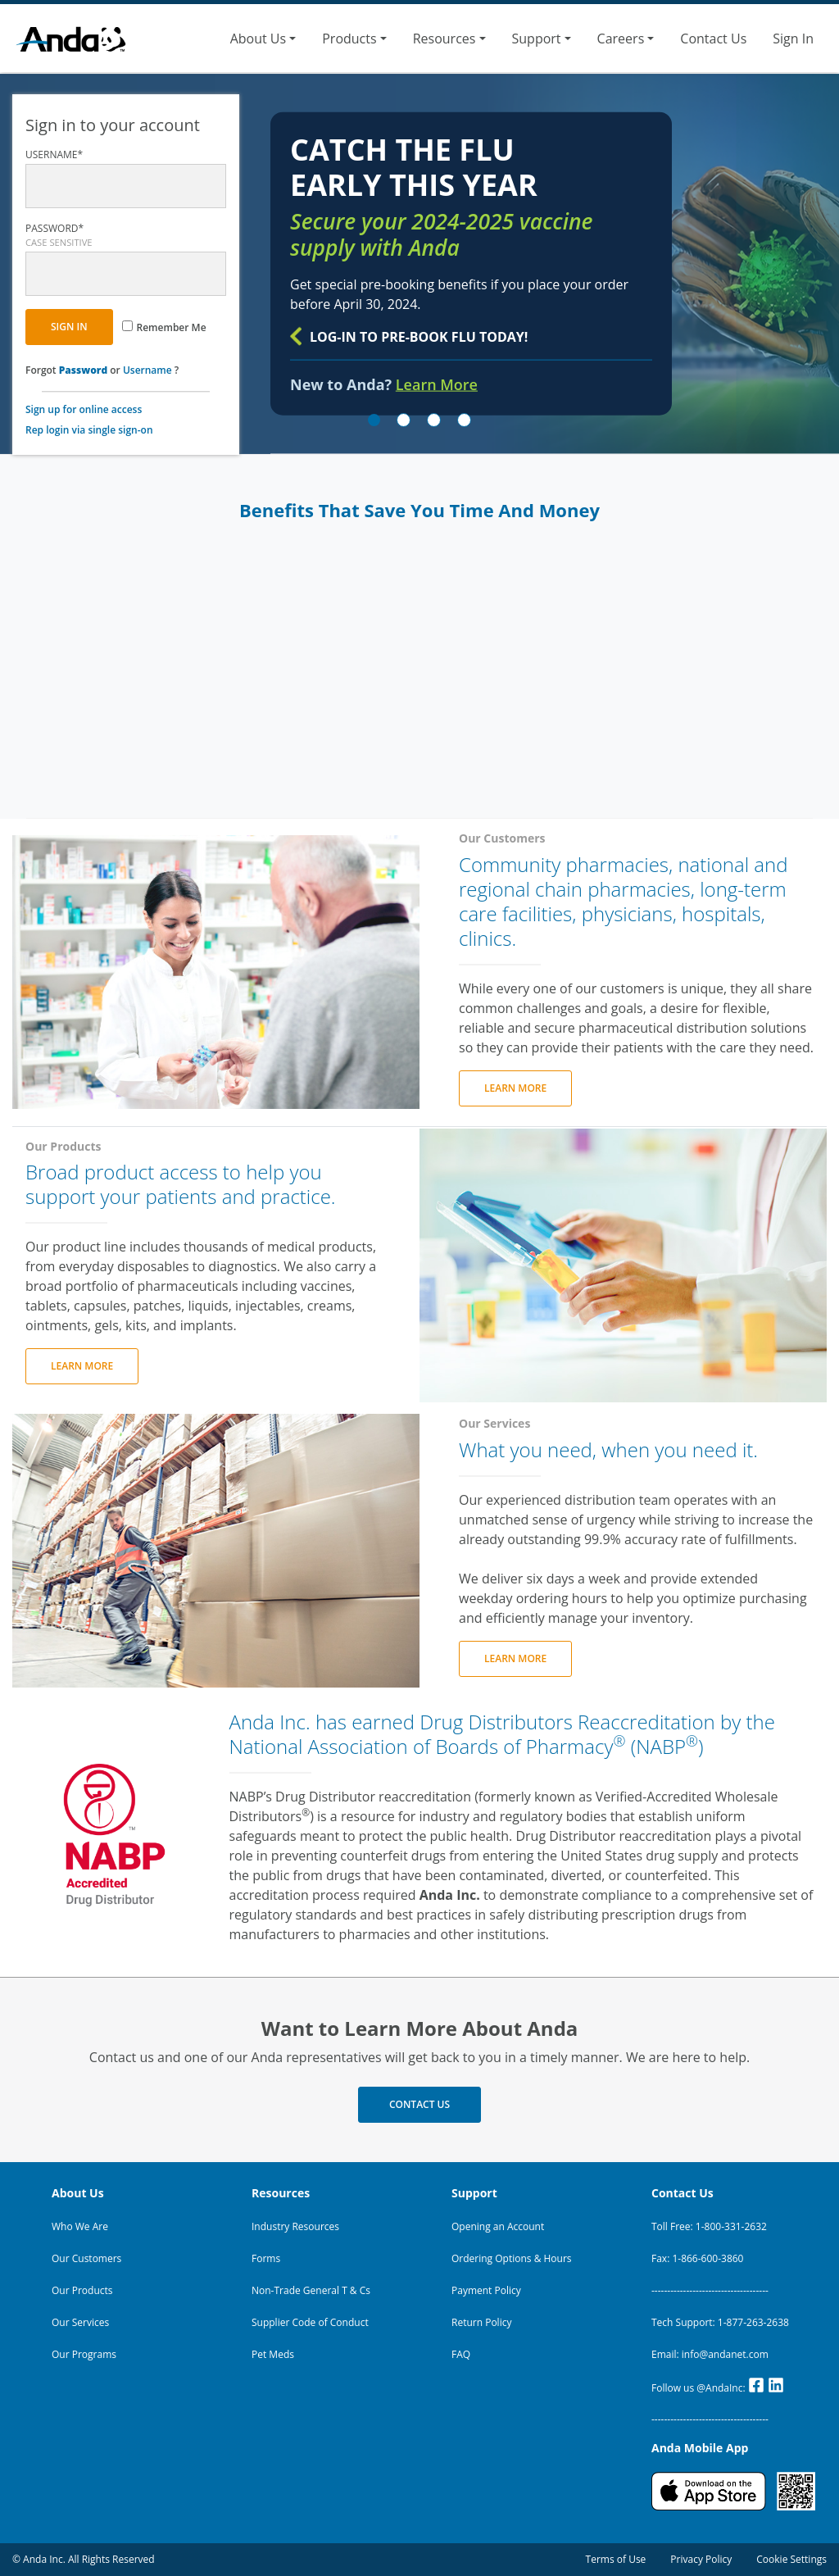 Anda
About Us
Products
Resources
Support
Careers
Contact Us
Sign In
Sign in to your account
USERNAME*
PASSWORD*
CASE SENSITIVE
SIGN IN
Remember Me
Forgot Password or Username ?
Sign up for online access
Rep login via single sign-on
CATCH THE FLU
EARLY THIS YEAR
Secure your 2024-2025 vaccine
supply with Anda
Get special pre-booking benefits if you place your order
before April 30, 2024.
LOG-IN TO PRE-BOOK FLU TODAY!
New to Anda? Learn More
Benefits That Save You Time And Money
Our Customers
Community pharmacies, national and
regional chain pharmacies, long-term
care facilities, physicians, hospitals,
clinics.
While every one of our customers is unique, they all share
common challenges and goals, a desire for flexible,
reliable and secure pharmaceutical distribution solutions
so they can provide their patients with the care they need.
LEARN MORE
Our Products
Broad product access to help you
support your patients and practice.
Our product line includes thousands of medical products,
from everyday disposables to diagnostics. We also carry a
broad portfolio of pharmaceuticals including vaccines,
tablets, capsules, patches, liquids, injectables, creams,
ointments, gels, kits, and implants.
LEARN MORE
Our Services
What you need, when you need it.
Our experienced distribution team operates with an
unmatched sense of urgency while striving to increase the
already outstanding 99.9% accuracy rate of fulfillments.
We deliver six days a week and provide extended
weekday ordering hours to help you optimize purchasing
and efficiently manage your inventory.
LEARN MORE
NABP
Accredited
Drug Distributor
Anda Inc. has earned Drug Distributors Reaccreditation by the
National Association of Boards of Pharmacy® (NABP®)
NABP's Drug Distributor reaccreditation (formerly known as Verified-Accredited Wholesale
Distributors®) is a resource for industry and regulatory bodies that establish uniform
safeguards meant to protect the public health. Drug Distributor reaccreditation plays a pivotal
role in preventing counterfeit drugs from entering the United States drug supply and protects
the public from drugs that have been contaminated, diverted, or counterfeited. This
accreditation process required Anda Inc. to demonstrate compliance to a comprehensive set of
regulatory standards and best practices in safely distributing prescription drugs from
manufacturers to pharmacies and other institutions.
Want to Learn More About Anda
Contact us and one of our Anda representatives will get back to you in a timely manner. We are here to help.
CONTACT US
About Us
Who We Are
Our Customers
Our Products
Our Services
Our Programs
Resources
Industry Resources
Forms
Non-Trade General T & Cs
Supplier Code of Conduct
Pet Meds
Support
Opening an Account
Ordering Options & Hours
Payment Policy
Return Policy
FAQ
Contact Us
Toll Free: 1-800-331-2632
Fax: 1-866-600-3860
-------------------------------------
Tech Support: 1-877-263-2638
Email: info@andanet.com
Follow us @AndaInc:
-------------------------------------
Anda Mobile App
Download on the
App Store
© Anda Inc. All Rights Reserved
Terms of Use
Privacy Policy
Cookie Settings